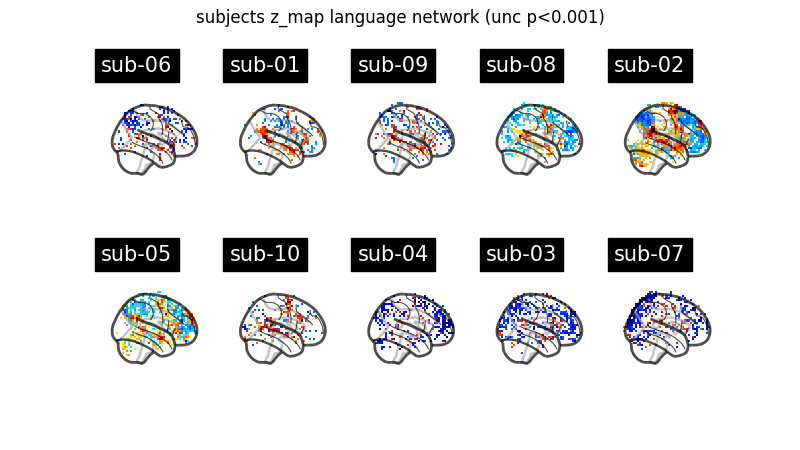 subjects z_map language network (unc p<0.001)
sub-06
sub-01
sub-09
sub-08
sub-02
sub-05
sub-10
sub-04
sub-03
sub-07